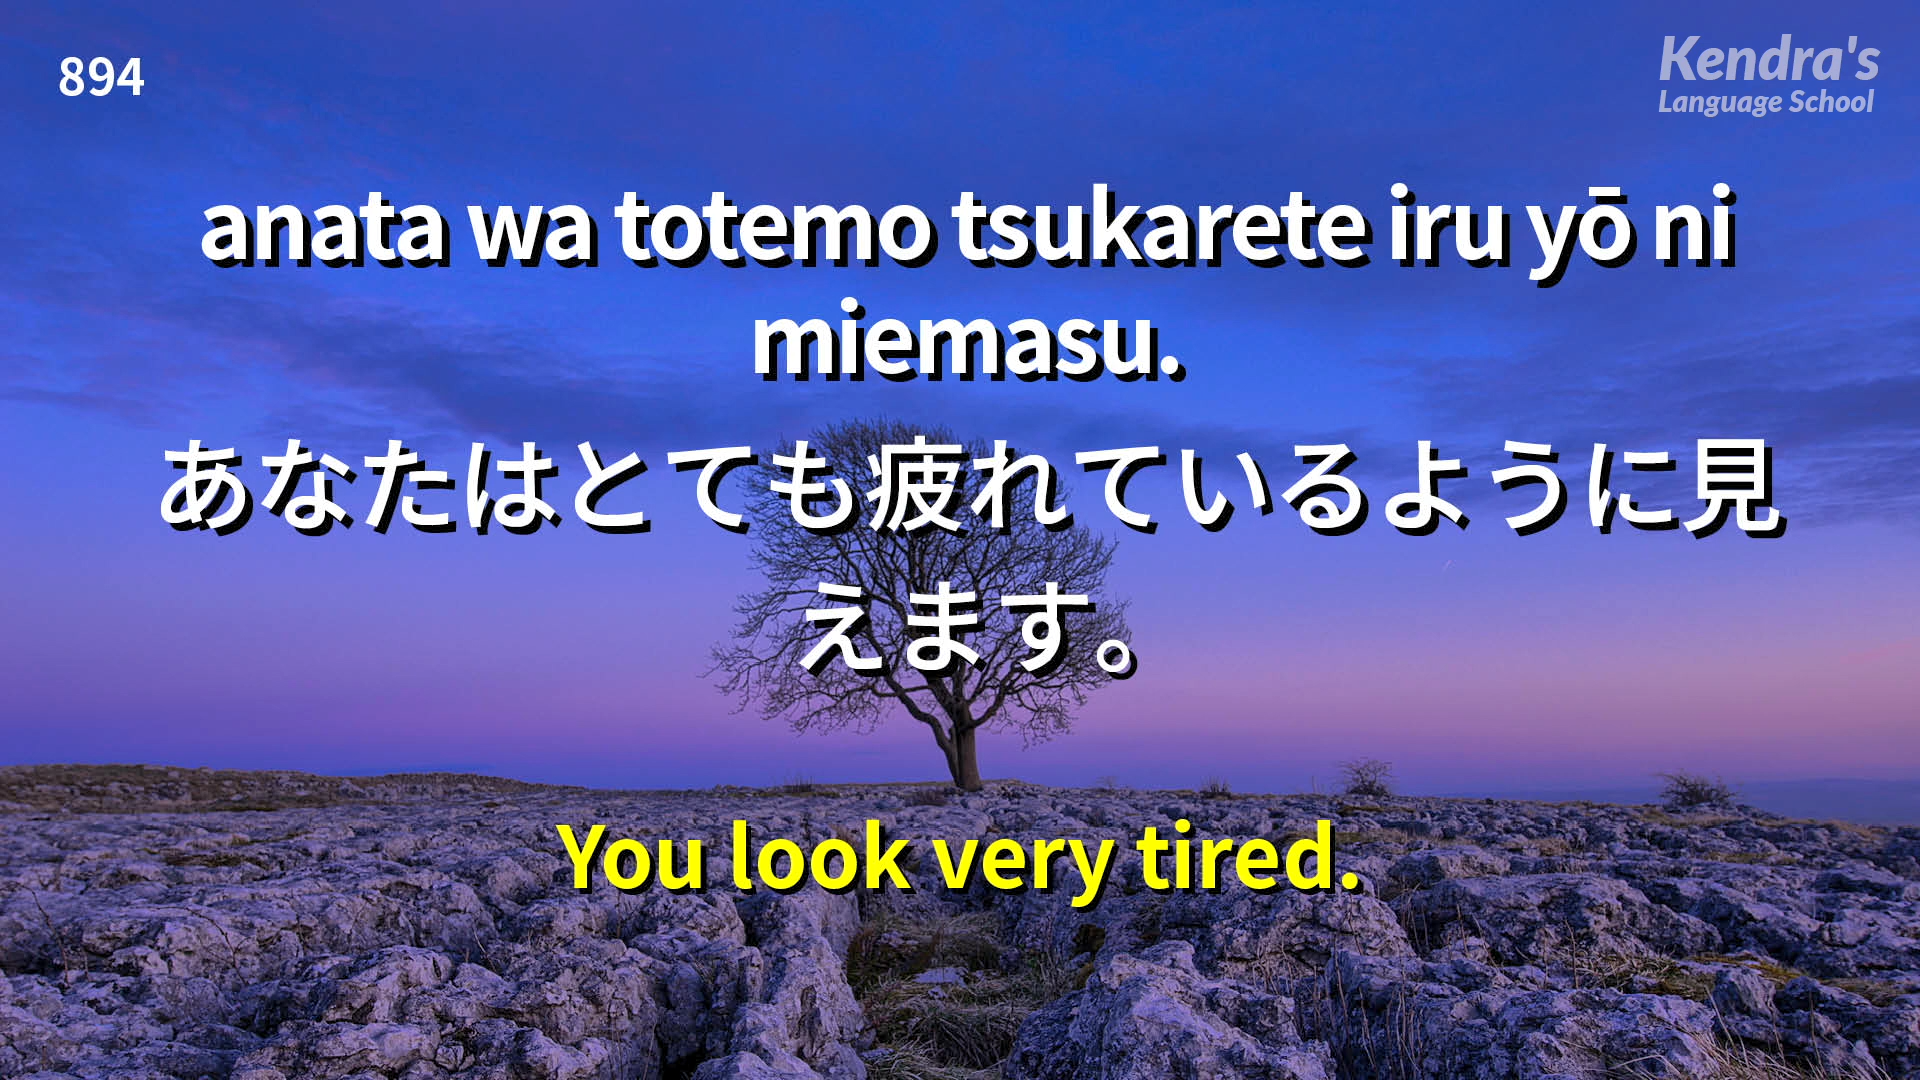 894
Kendra's
Language School
anata wa totemo tsukarete iru yō ni
miemasu.
あなたはとても疲れているように見
えます。
You look very tired.